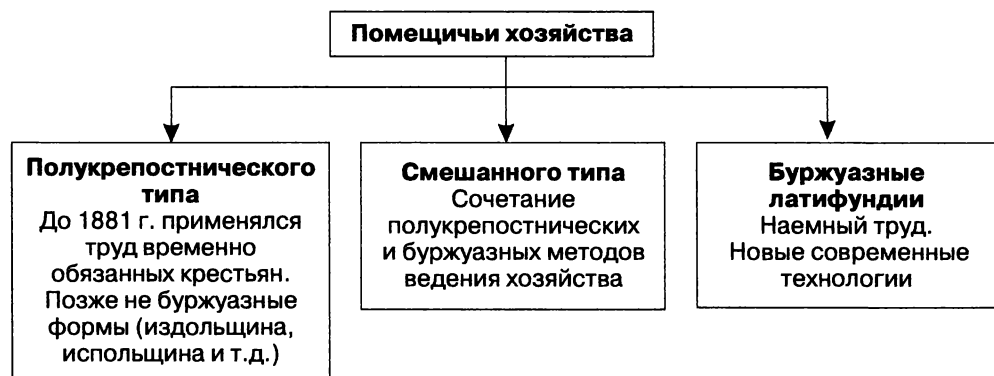 Помещичьи хозяйства
Полукрепостнического
типа
До 1881 г. применялся
труд временно
обязанных крестьян.
Позже не буржуазные
формы (издольщина,
испольщина и т.д.)
Смешанного типа
Сочетание
полукрепостнических
и буржуазных методов
ведения хозяйства
Буржуазные
латифундии
Наемный труд.
Новые современные
технологии